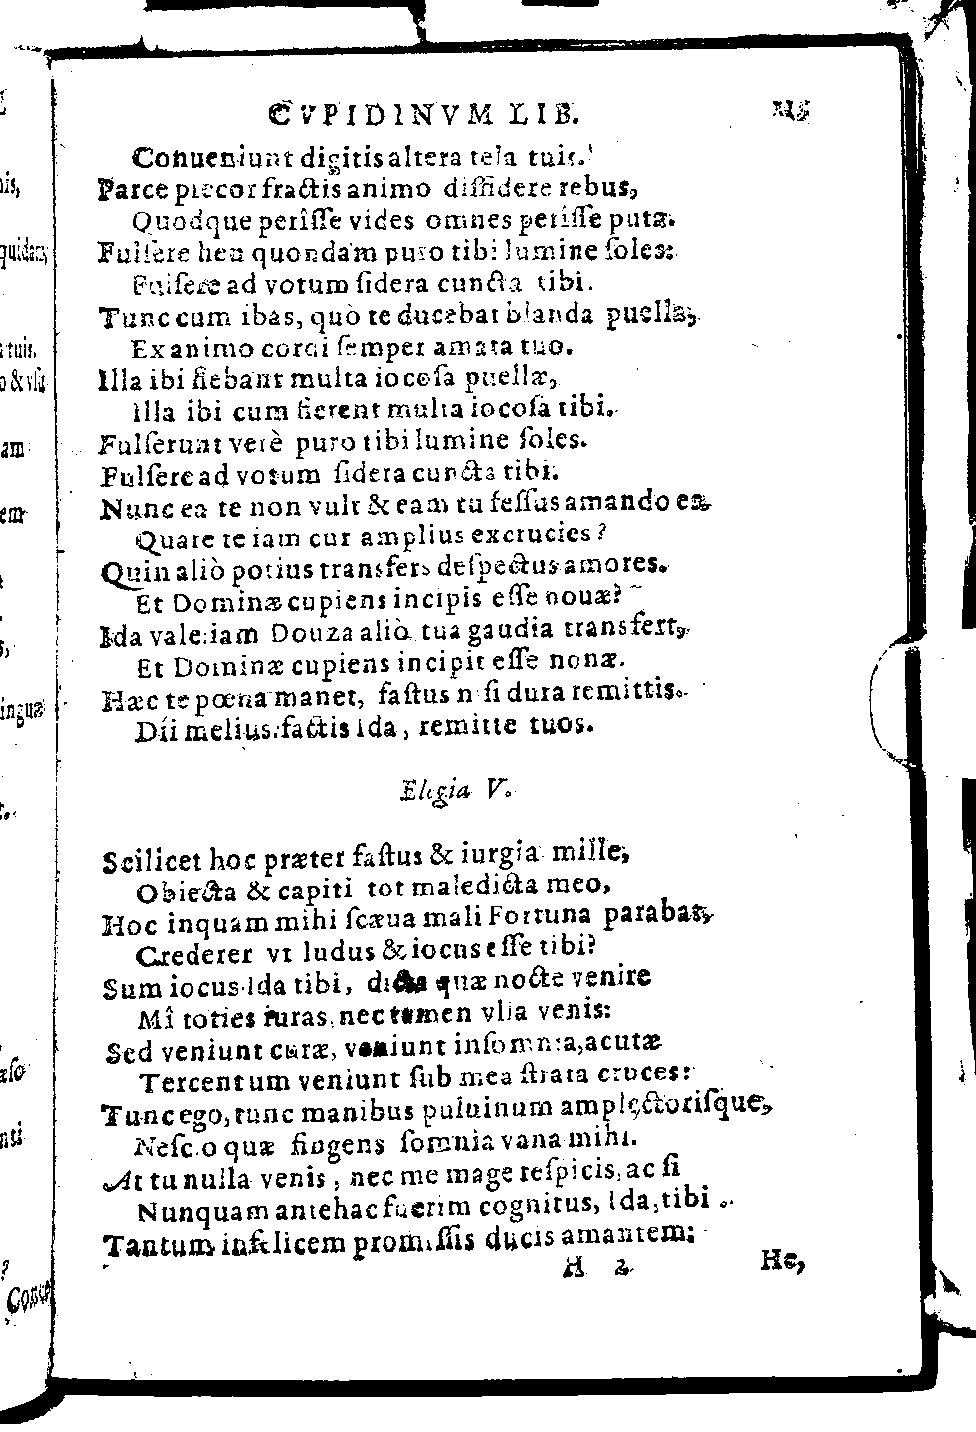 CVPIDINVM LIB. 115
Conueniunt digitis altera tela tuis.
Parce precor fractis animo diffidere rebus,
Quodque periſſe vides omnes periſſe puta.
Fulſere heu quondam puro tibi lumine ſoles:
Fulſere ad votum ſidera cuncta tibi.
Tunc cum ibas, quò te ducebat blanda puella,
Ex animo cordi ſemper amata tuo.
Illa ibi fiebant multa iocoſa puellæ,
Illa ibi cum fierent multa iocoſa tibi.
Fulſerunt verè puro tibi lumine ſoles.
Fulſere ad votum ſidera cuncta tibi.
Nunc ea te non vult & eam tu feſſus amando es,
Quare te iam cur amplius excrucies?
Quin aliò potius transfers deſpectus amores.
Et Dominæ cupiens incipis eſſe nouæ?
Ida vale: iam Douza aliò tua gaudia transfert,
Et Dominæ cupiens incipit eſſe nonæ.
Hæc te pœna manet, faſtus n ſi dura remittis.
Dii melius: factis Ida, remitte tuos.
Elegia V.
Scilicet hoc præter faſtus & iurgia mille,
Obiecta & capiti tot maledicta meo,
Hoc inquam mihi ſcæua mali Fortuna parabat,
Crederer vt ludus & iocus eſſe tibi?
Sum iocus Ida tibi, dicta quæ nocte venire
Mî toties iuras, nec tamen vlla venis:
Sed veniunt curæ, veniunt inſomnia, acutæ
Tercentum veniunt ſub mea ſtrata cruces:
Tunc ego, tunc manibus puluinum amplęctoriſque,
Neſcio quæ fingens ſomnia vana mihi.
At tu nulla venis, nec me mage reſpicis, ac ſi
Nunquam antehac fuerim cognitus, Ida, tibi.
Tantum infelicem promiſſis ducis amantem:
H 2 He,